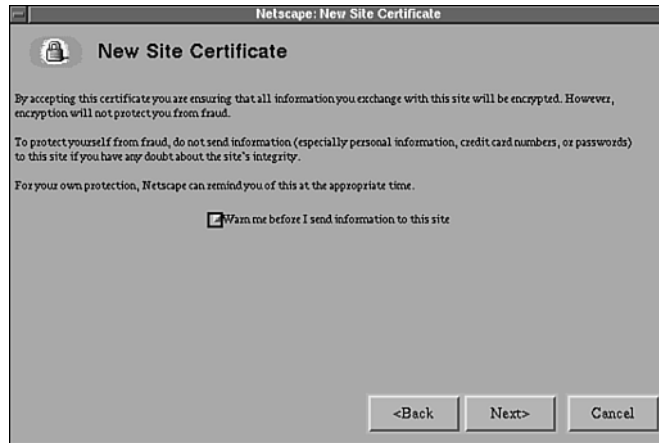 Netscape: New Site Certificate
New Site Certificate
By accepting this certificate you are ensuring that all information you exchange with this site will be encrypted. However,
encryption will not protect you from fraud.
To protect yourself from fraud, do not send information (especially personal information, credit card numbers, or passwords)
to this site if you have any doubt about the site's integrity.
For your own protection, Netscape can remind you of this at the appropriate time.
Warn me before I send information to this site
<Back Next> Cancel